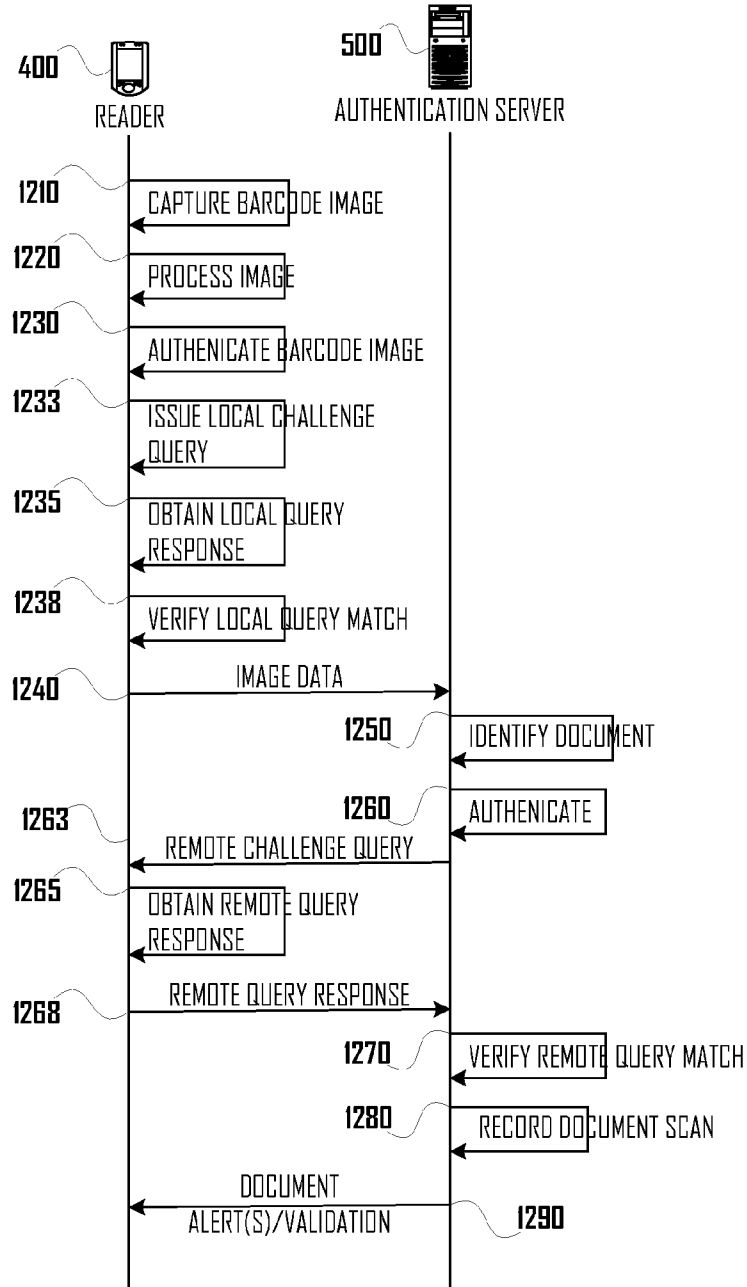 500
400
READER
AUTHENTICATION SERVER
1210
CAPTURE BARCODE IMAGE
1220
PROCESS IMAGE
1230
AUTHENICATE BARCODE IMAGE
1233
ISSUE LOCAL CHALLENGE
QUERY
1235
OBTAIN LOCAL QUERY
RESPONSE
1238
VERIFY LOCAL QUERY MATCH
1240
IMAGE DATA
1250
IDENTIFY DOCUMENT
1260
AUTHENICATE
1263
REMOTE CHALLENGE QUERY
1265
OBTAIN REMOTE QUERY
RESPONSE
1268
REMOTE QUERY RESPONSE
1270
VERIFY REMOTE QUERY MATCH
1280
RECORD DOCUMENT SCAN
DOCUMENT
ALERT(S)/VALIDATION
1290